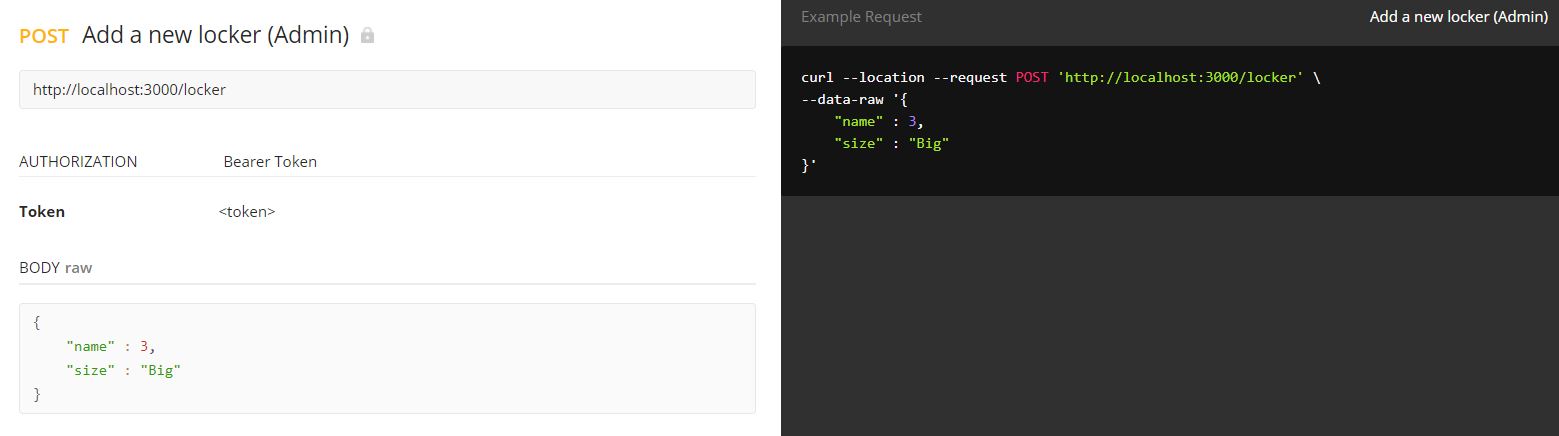 POST Add a new locker (Admin)
http://localhost:3000/locker
AUTHORIZATION Bearer Token
Token <token>
BODY raw
{
"name" : 3,
"size" : "Big"
}
Example Request Add a new locker (Admin)
curl --location --request POST 'http://localhost:3000/locker' \
--data-raw '{
"name" : 3,
"size" : "Big"
}'